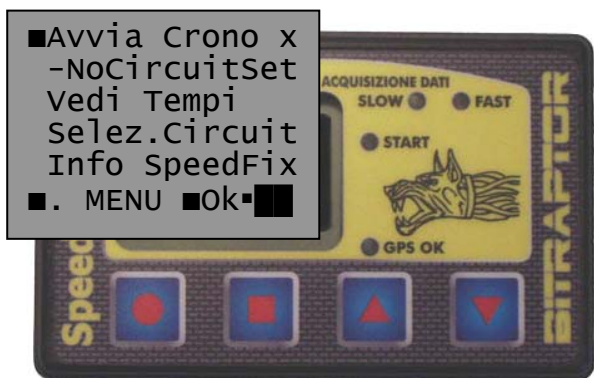 ■Avvia Crono x
-NoCircuitSet
Vedi Tempi
Selez.Circuit
Info SpeedFix
■. MENU ■Ok▪██
ACQUISIZIONE DATI
SLOW FAST
START
GPS OK
Speed
BITRAPTOR